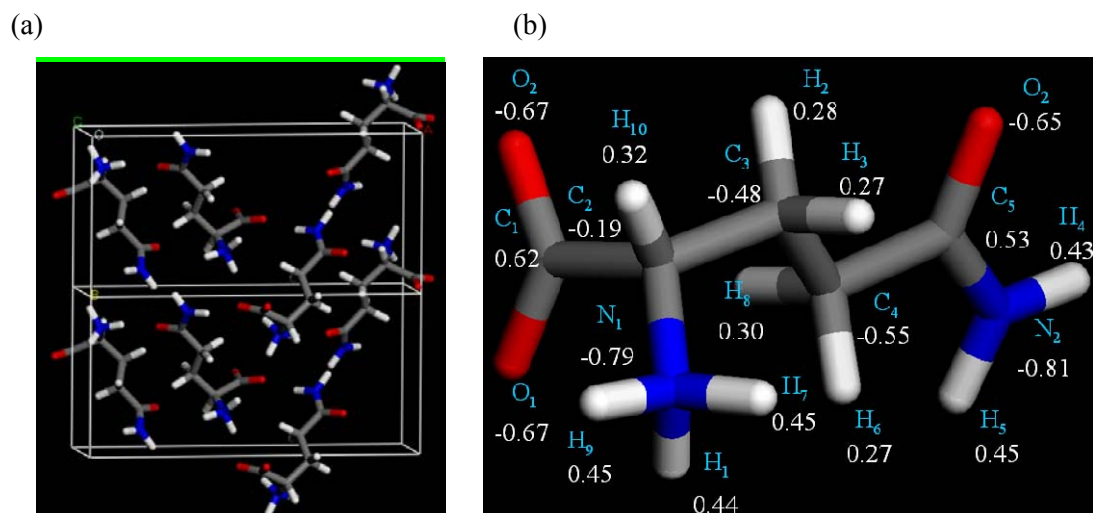 (a)
(b)
C
O
A
B
O₂
-0.67
H₁₀
0.32
H₂
0.28
C₃
-0.48
H₃
0.27
O₂
-0.65
C₁
0.62
C₂
-0.19
C₅
0.53
H₄
0.43
N₁
-0.79
H₈
0.30
C₄
-0.55
N₂
-0.81
O₁
-0.67
H₉
0.45
H₁
0.44
H₇
0.45
H₆
0.27
H₅
0.45